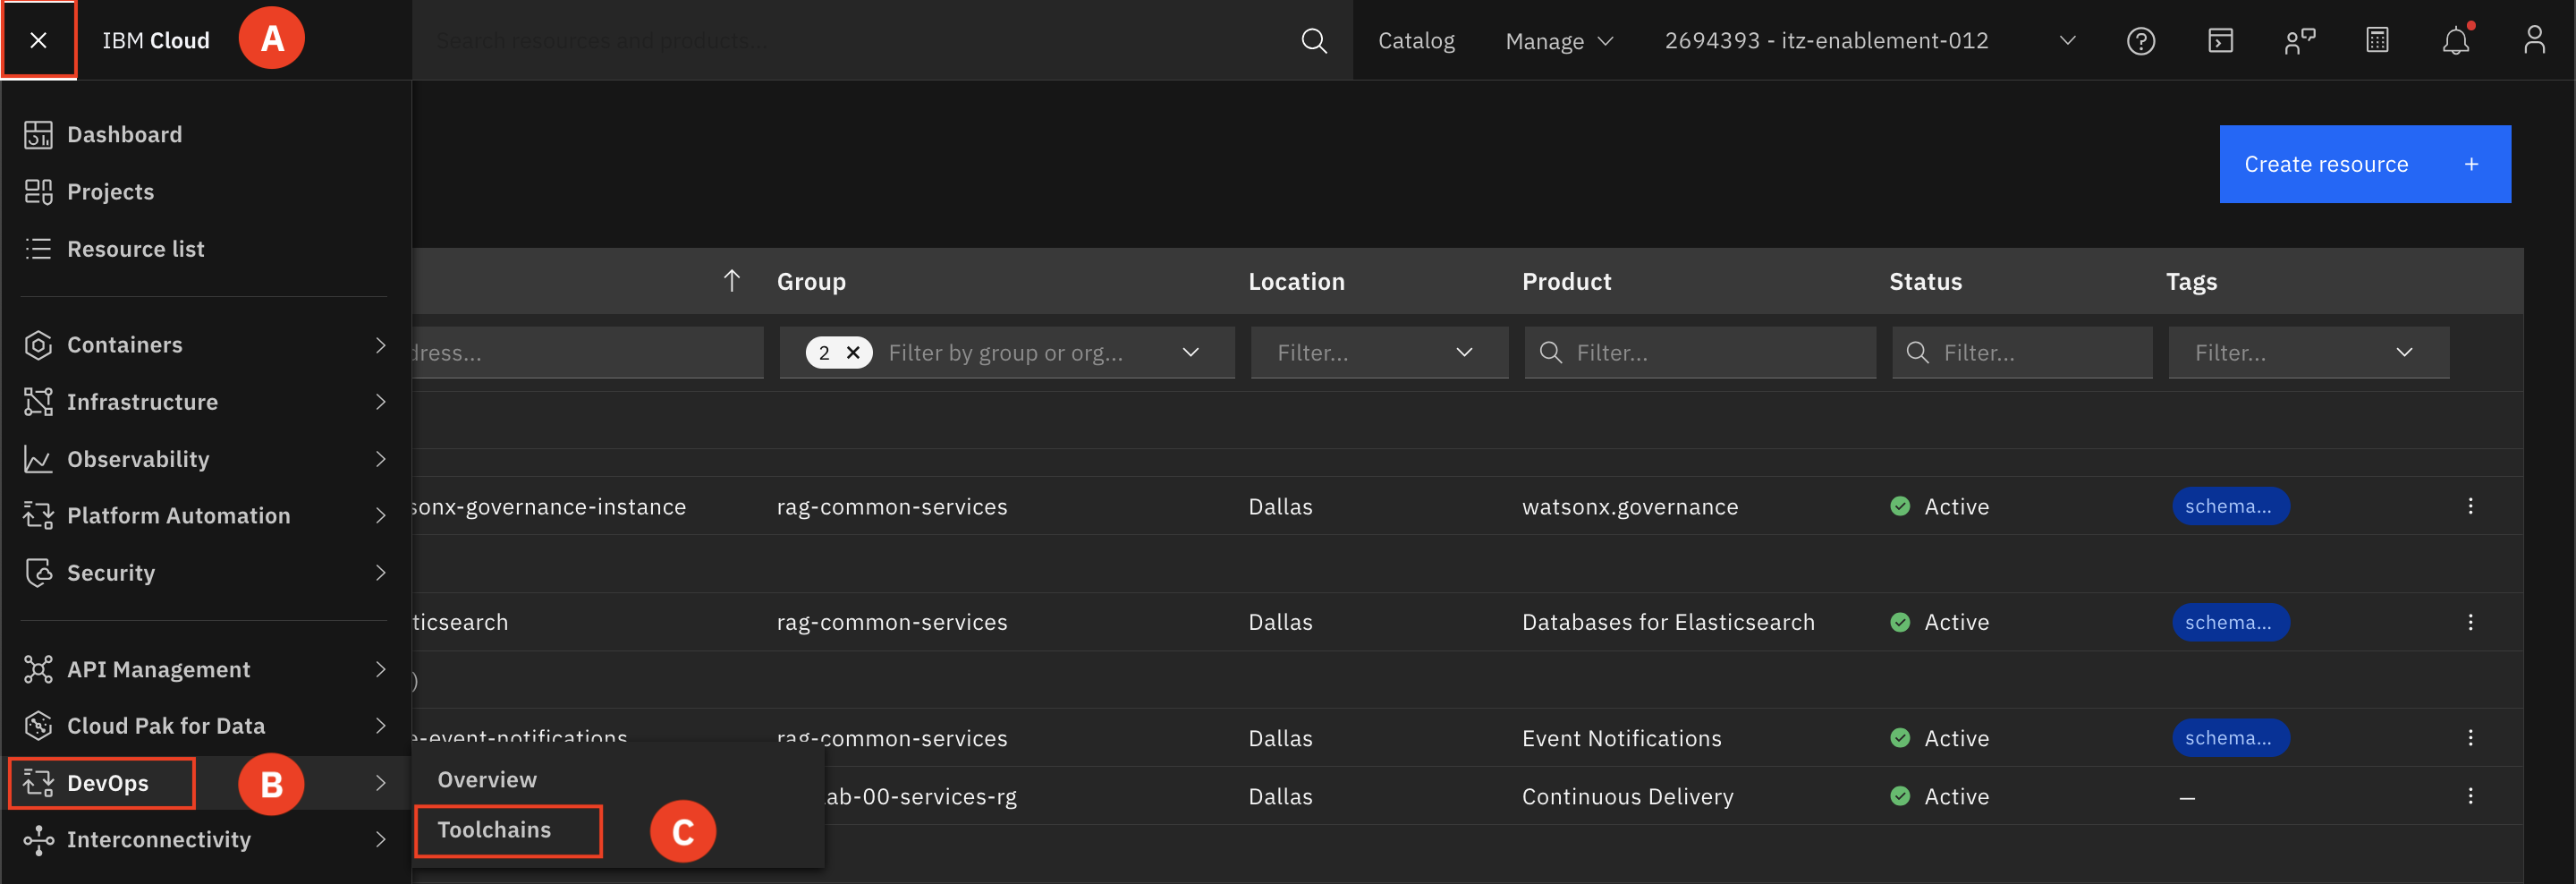 IBM Cloud A
Search resources and products...
Catalog Manage 2694393 - itz-enablement-012
Dashboard
Projects
Resource list
Containers
Infrastructure
Observability
Platform Automation
Security
API Management
Cloud Pak for Data
DevOps B
Interconnectivity
Overview
Toolchains C
Create resource +
Group Location Product Status Tags
dress... 2 Filter by group or org... Filter... Filter... Filter... Filter...
sonx-governance-instance rag-common-services Dallas watsonx.governance Active schema...
ticsearch rag-common-services Dallas Databases for Elasticsearch Active schema...
)
e-event-notifications rag-common-services Dallas Event Notifications Active schema...
ab-00-services-rg Dallas Continuous Delivery Active –